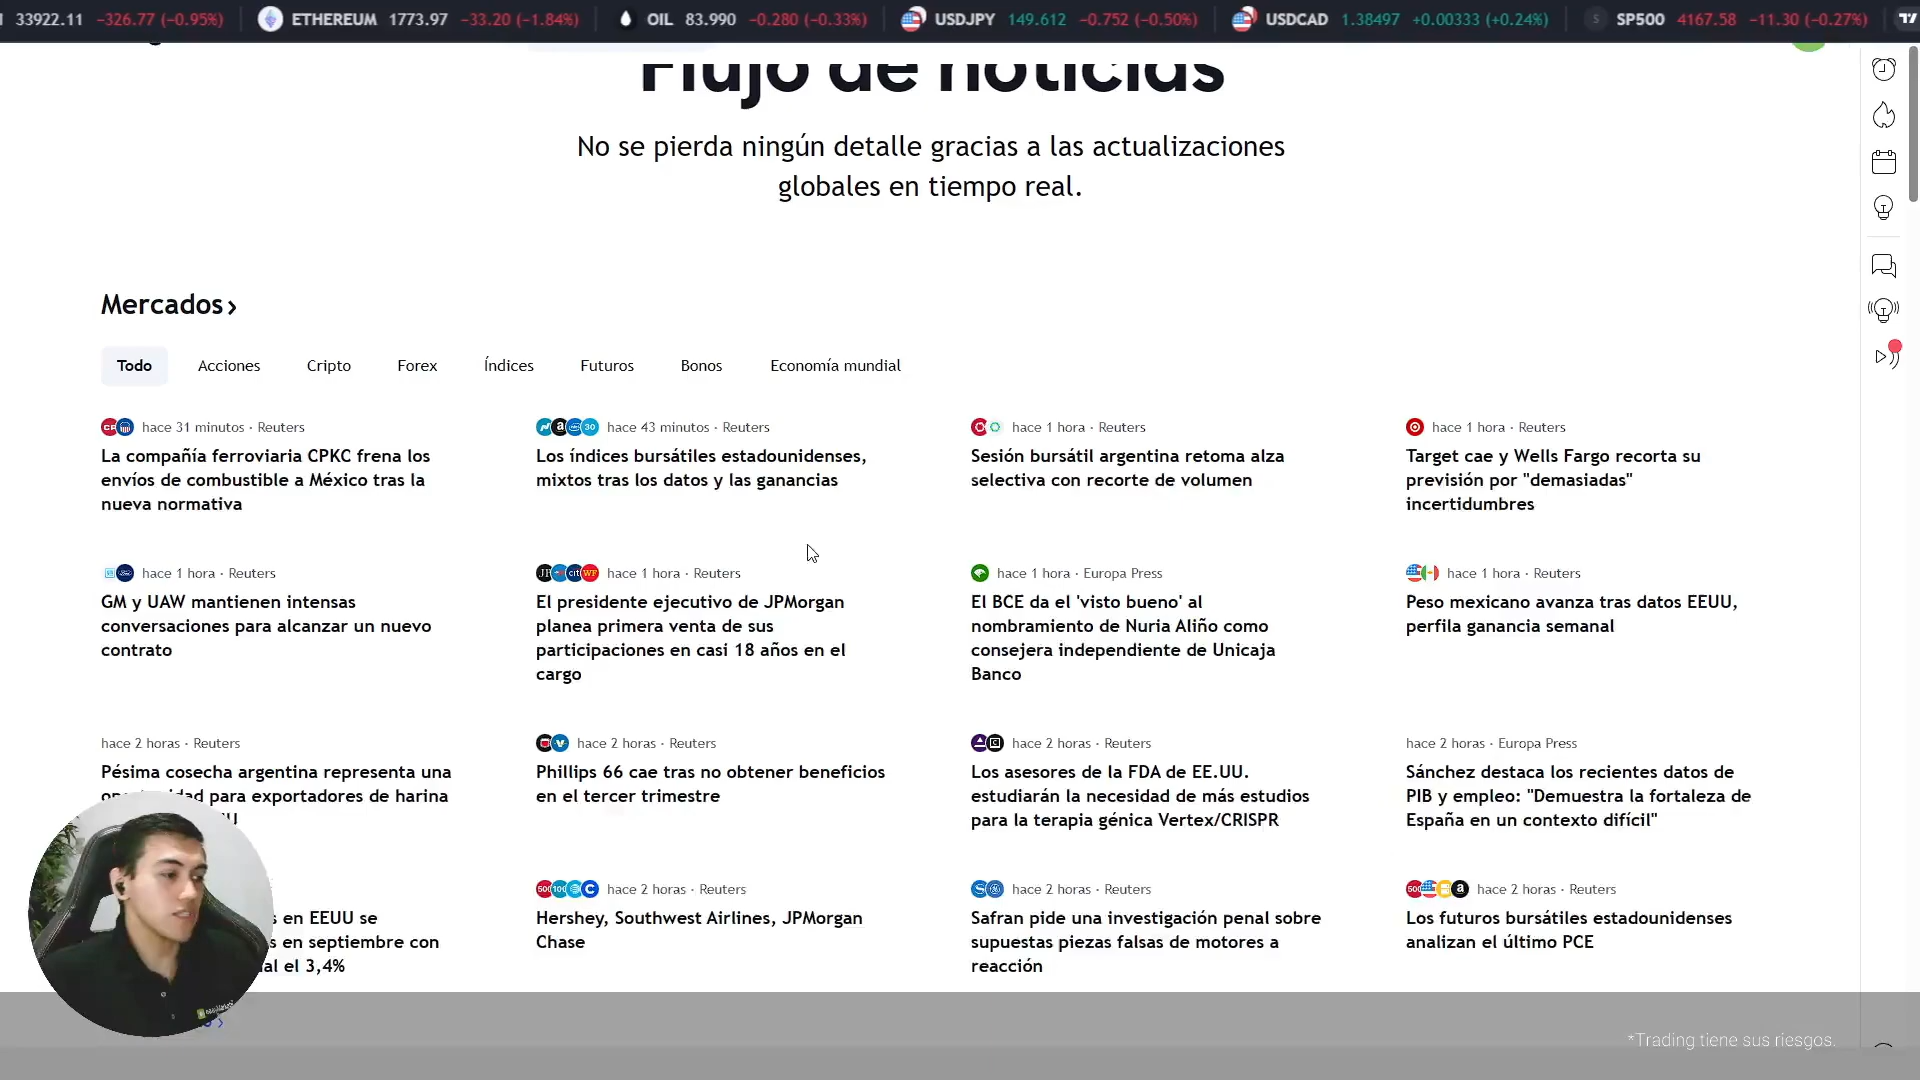 33922.11 −326.77 (−0.95%) ETHEREUM 1773.97 −33.20 (−1.84%) OIL 83.990 −0.280 (−0.33%) USDJPY 149.612 −0.752 (−0.50%) USDCAD 1.38497 +0.00333 (+0.24%) S SP500 4167.58 −11.30 (−0.27%)
Flujo de noticias
No se pierda ningún detalle gracias a las actualizaciones
globales en tiempo real.
Mercados ›
Todo Acciones Cripto Forex Índices Futuros Bonos Economía mundial
hace 31 minutos · Reuters
La compañía ferroviaria CPKC frena los
envíos de combustible a México tras la
nueva normativa
30 hace 43 minutos · Reuters
Los índices bursátiles estadounidenses,
mixtos tras los datos y las ganancias
hace 1 hora · Reuters
Sesión bursátil argentina retoma alza
selectiva con recorte de volumen
hace 1 hora · Reuters
Target cae y Wells Fargo recorta su
previsión por "demasiadas"
incertidumbres
hace 1 hora · Reuters
GM y UAW mantienen intensas
conversaciones para alcanzar un nuevo
contrato
WF hace 1 hora · Reuters
El presidente ejecutivo de JPMorgan
planea primera venta de sus
participaciones en casi 18 años en el
cargo
hace 1 hora · Europa Press
El BCE da el 'visto bueno' al
nombramiento de Nuria Aliño como
consejera independiente de Unicaja
Banco
hace 1 hora · Reuters
Peso mexicano avanza tras datos EEUU,
perfila ganancia semanal
hace 2 horas · Reuters
Pésima cosecha argentina representa una
para exportadores de harina
hace 2 horas · Reuters
Phillips 66 cae tras no obtener beneficios
en el tercer trimestre
hace 2 horas · Reuters
Los asesores de la FDA de EE.UU.
estudiarán la necesidad de más estudios
para la terapia génica Vertex/CRISPR
hace 2 horas · Europa Press
Sánchez destaca los recientes datos de
PIB y empleo: "Demuestra la fortaleza de
España en un contexto difícil"
en EEUU se
en septiembre con
el 3,4%
hace 2 horas · Reuters
Hershey, Southwest Airlines, JPMorgan
Chase
hace 2 horas · Reuters
Safran pide una investigación penal sobre
supuestas piezas falsas de motores a
reacción
hace 2 horas · Reuters
Los futuros bursátiles estadounidenses
analizan el último PCE
*Trading tiene sus riesgos.